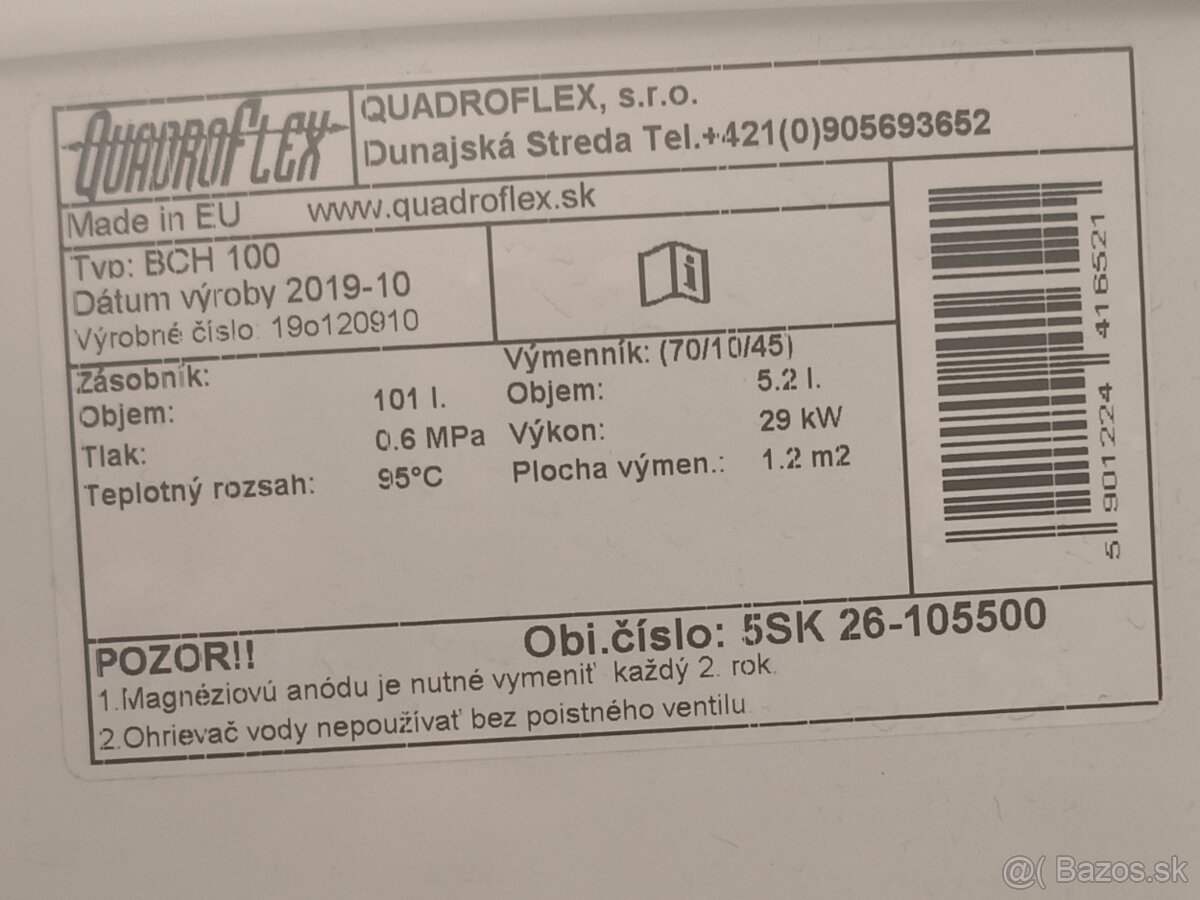 QUADROFLEX
QUADROFLEX, s.r.o.
Dunajská Streda Tel.+421(0)905693652
Made in EU www.quadroflex.sk
Typ: BCH 100
Dátum výroby 2019-10
Výrobné číslo: 19o120910
i
Zásobník:
Objem: 101 l.
Tlak: 0.6 MPa
Teplotný rozsah: 95°C
Výmenník: (70/10/45)
Objem: 5.2 l.
Výkon: 29 kW
Plocha výmen.: 1.2 m2
5 901224 416521
POZOR!! Obj.číslo: 5SK 26-105500
1.Magnéziovú anódu je nutné vymeniť každý 2. rok.
2.Ohrievač vody nepoužívať bez poistného ventilu.
@( Bazos.sk